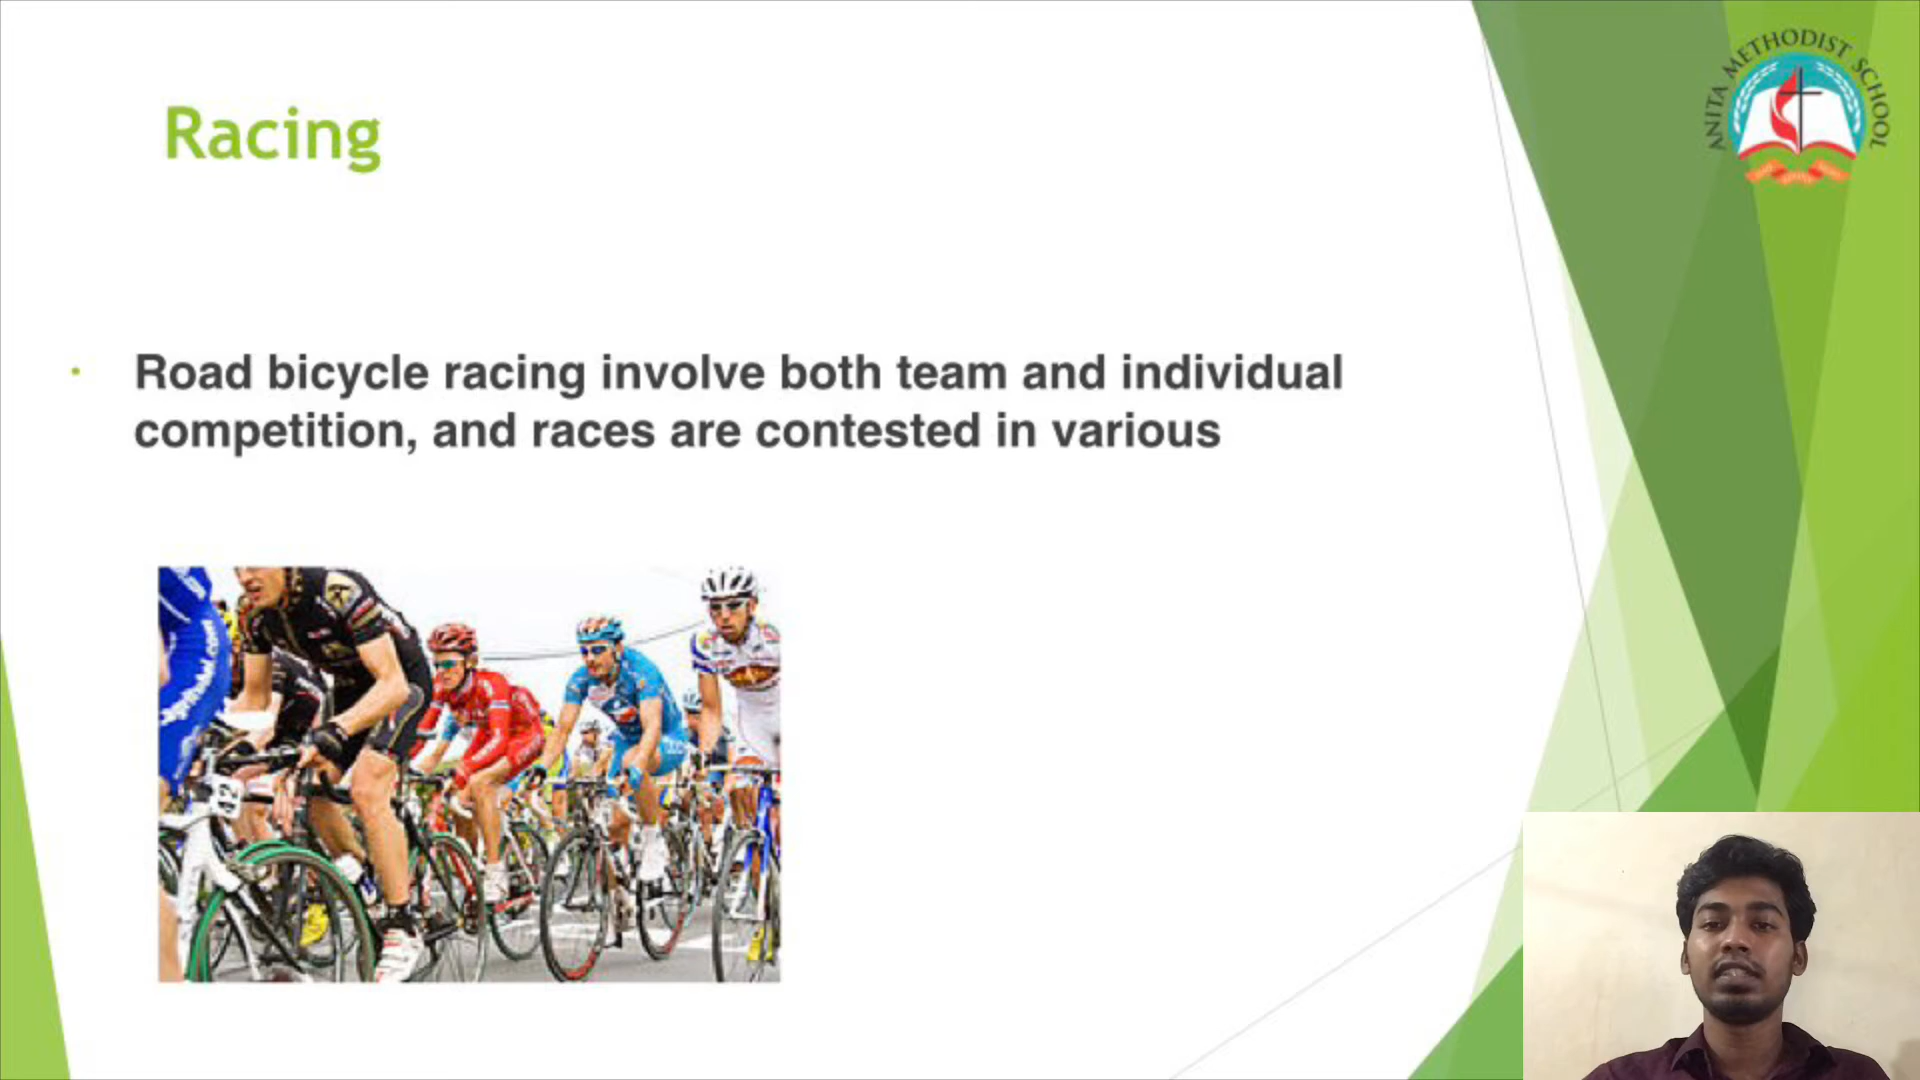 ANITA METHODIST SCHOOL
Racing
Road bicycle racing involve both team and individual
competition, and races are contested in various